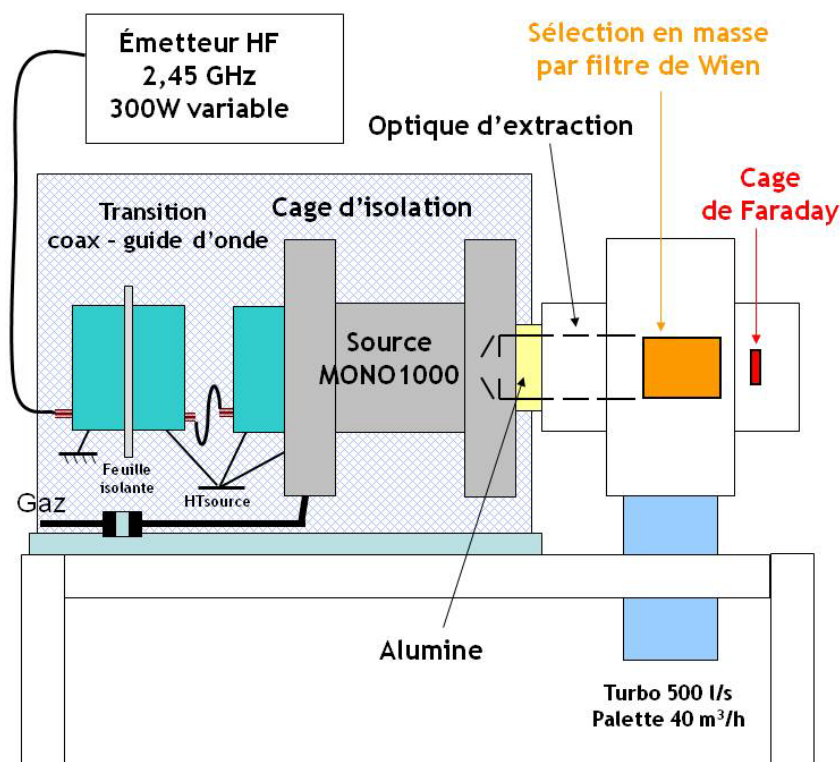 Émetteur HF
2,45 GHz
300W variable
Sélection en masse
par filtre de Wien
Optique d'extraction
Cage
de Faraday
Transition
coax - guide d'onde
Cage d'isolation
Source
MONO1000
Feuille
isolante
HTsource
Gaz
Alumine
Turbo 500 l/s
Palette 40 m³/h